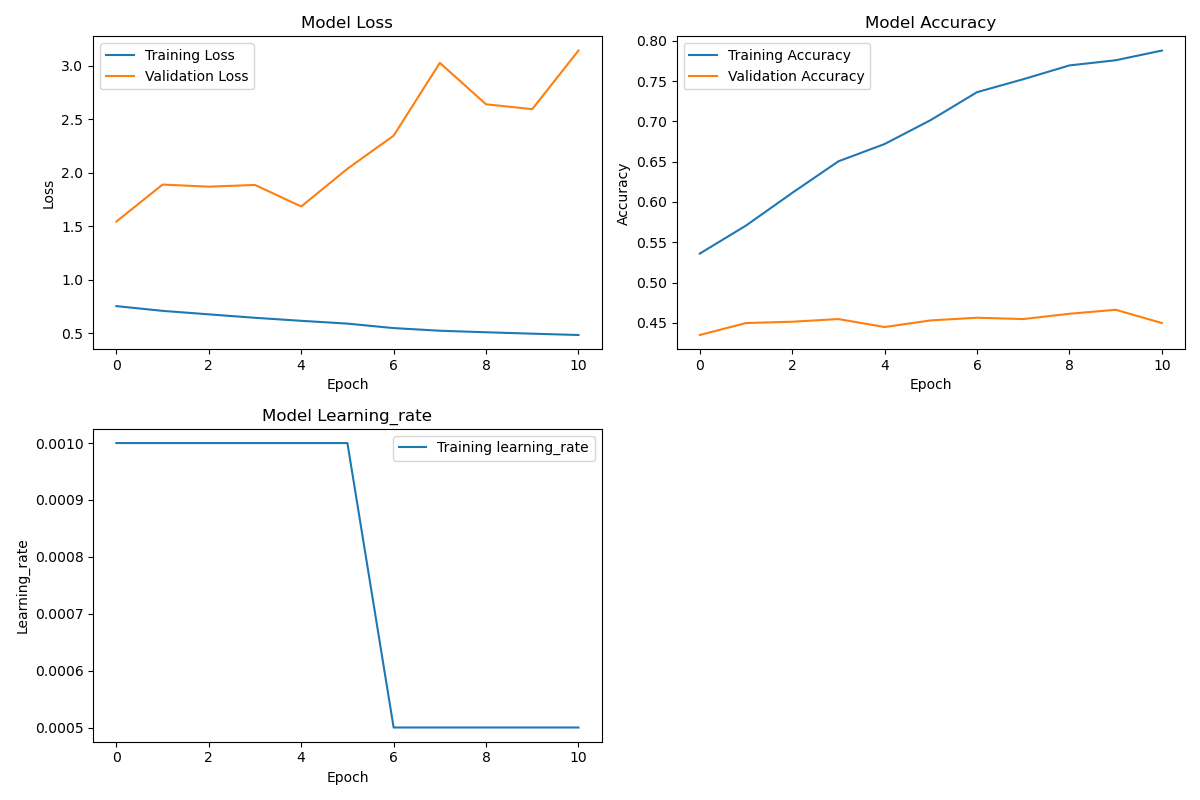 Model Loss
Training Loss
Validation Loss
3.0
2.5
2.0
1.5
1.0
0.5
Loss
0 2 4 6 8 10
Epoch
Model Accuracy
Training Accuracy
Validation Accuracy
0.80
0.75
0.70
0.65
0.60
0.55
0.50
0.45
Accuracy
0 2 4 6 8 10
Epoch
Model Learning_rate
Training learning_rate
0.0010
0.0009
0.0008
0.0007
0.0006
0.0005
Learning_rate
0 2 4 6 8 10
Epoch